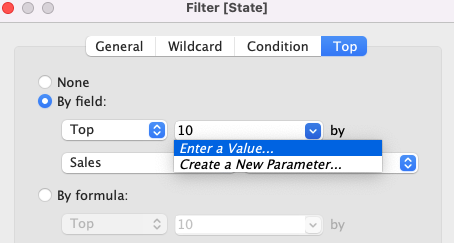 Filter [State]
General Wildcard Condition Top
None
By field:
Top 10 by
Enter a Value...
Sales
Create a New Parameter...
By formula:
Top 10 by